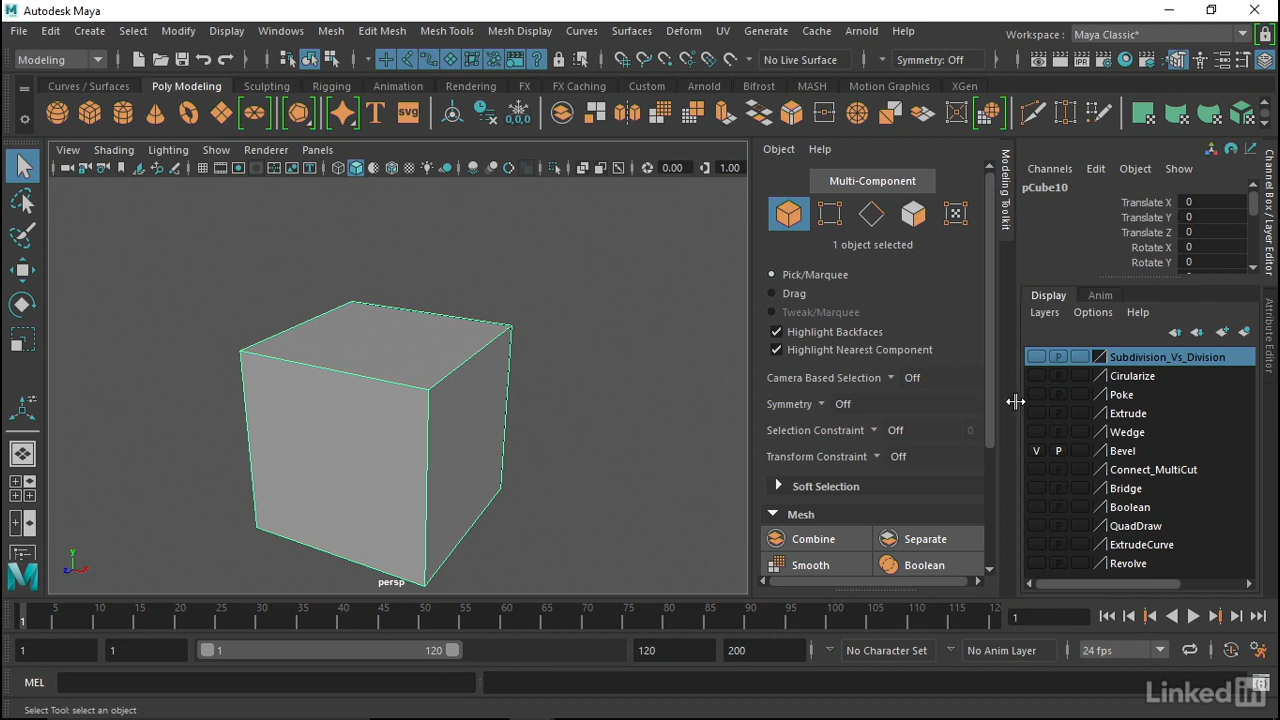 Autodesk Maya
File Edit Create Select Modify Display Windows Mesh Edit Mesh Mesh Tools Mesh Display Curves Surfaces Deform UV Generate Cache Arnold Help Workspace : Maya Classic*
Modeling No Live Surface Symmetry: Off
Curves / Surfaces Poly Modeling Sculpting Rigging Animation Rendering FX FX Caching Custom Arnold Bifrost MASH Motion Graphics XGen
T SVG 0,0,0
View Shading Lighting Show Renderer Panels
0.00 1.00
persp
Object Help
Multi-Component
1 object selected
Pick/Marquee
Drag
Tweak/Marquee
Highlight Backfaces
Highlight Nearest Component
Camera Based Selection Off
Symmetry Off
Selection Constraint Off 0
Transform Constraint Off
Soft Selection
Mesh
Combine Separate
Smooth Boolean
Modeling Toolkit
Channels Edit Object Show
pCube10
Translate X 0
Translate Y 0
Translate Z 0
Rotate X 0
Rotate Y 0
Display Anim
Layers Options Help
P Subdivision_Vs_Division
P Cirularize
P Poke
P Extrude
P Wedge
V P Bevel
P Connect_MultiCut
P Bridge
P Boolean
P QuadDraw
P ExtrudeCurve
P Revolve
Channel Box / Layer Editor
Attribute Editor
y z x
1 5 10 15 20 25 30 35 40 45 50 55 60 65 70 75 80 85 90 95 100 105 110 115 120 1
1 1 1 120 120 200 No Character Set No Anim Layer 24 fps
MEL
Select Tool: select an object
LinkedIn